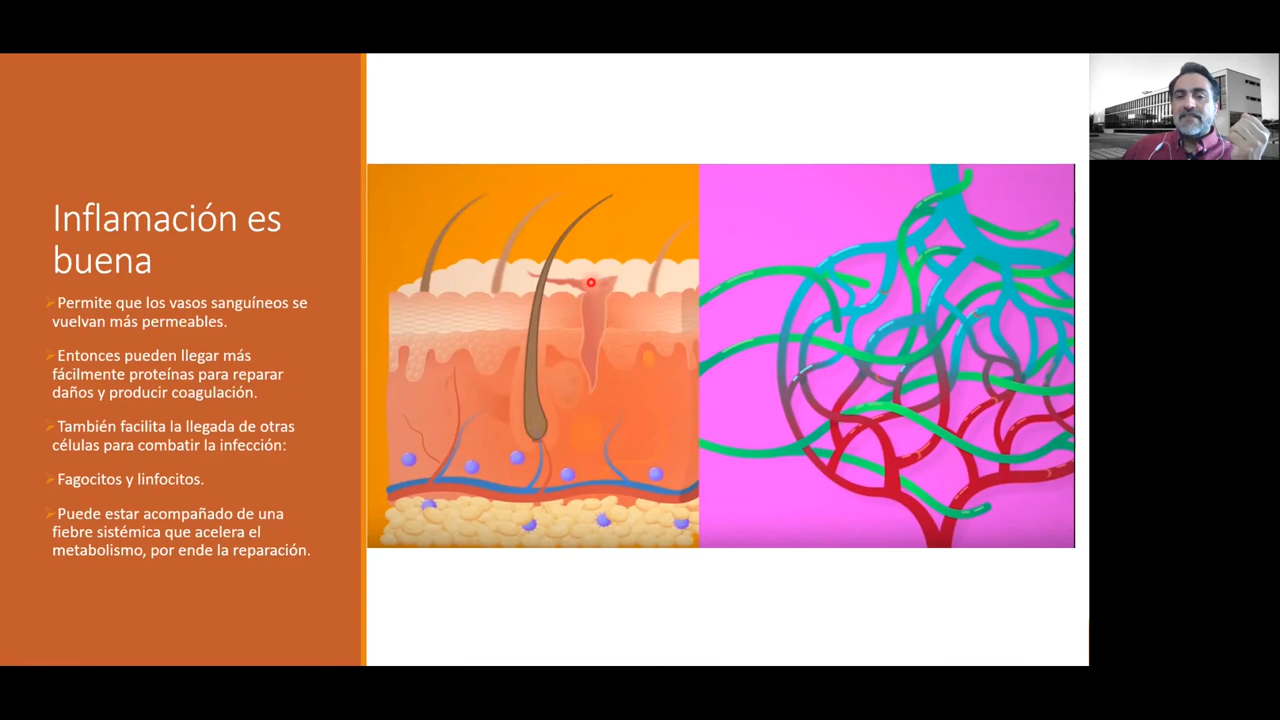 Inflamación es
buena
➢Permite que los vasos sanguíneos se
vuelvan más permeables.
➢Entonces pueden llegar más
fácilmente proteínas para reparar
daños y producir coagulación.
➢También facilita la llegada de otras
células para combatir la infección:
➢Fagocitos y linfocitos.
➢Puede estar acompañado de una
fiebre sistémica que acelera el
metabolismo, por ende la reparación.